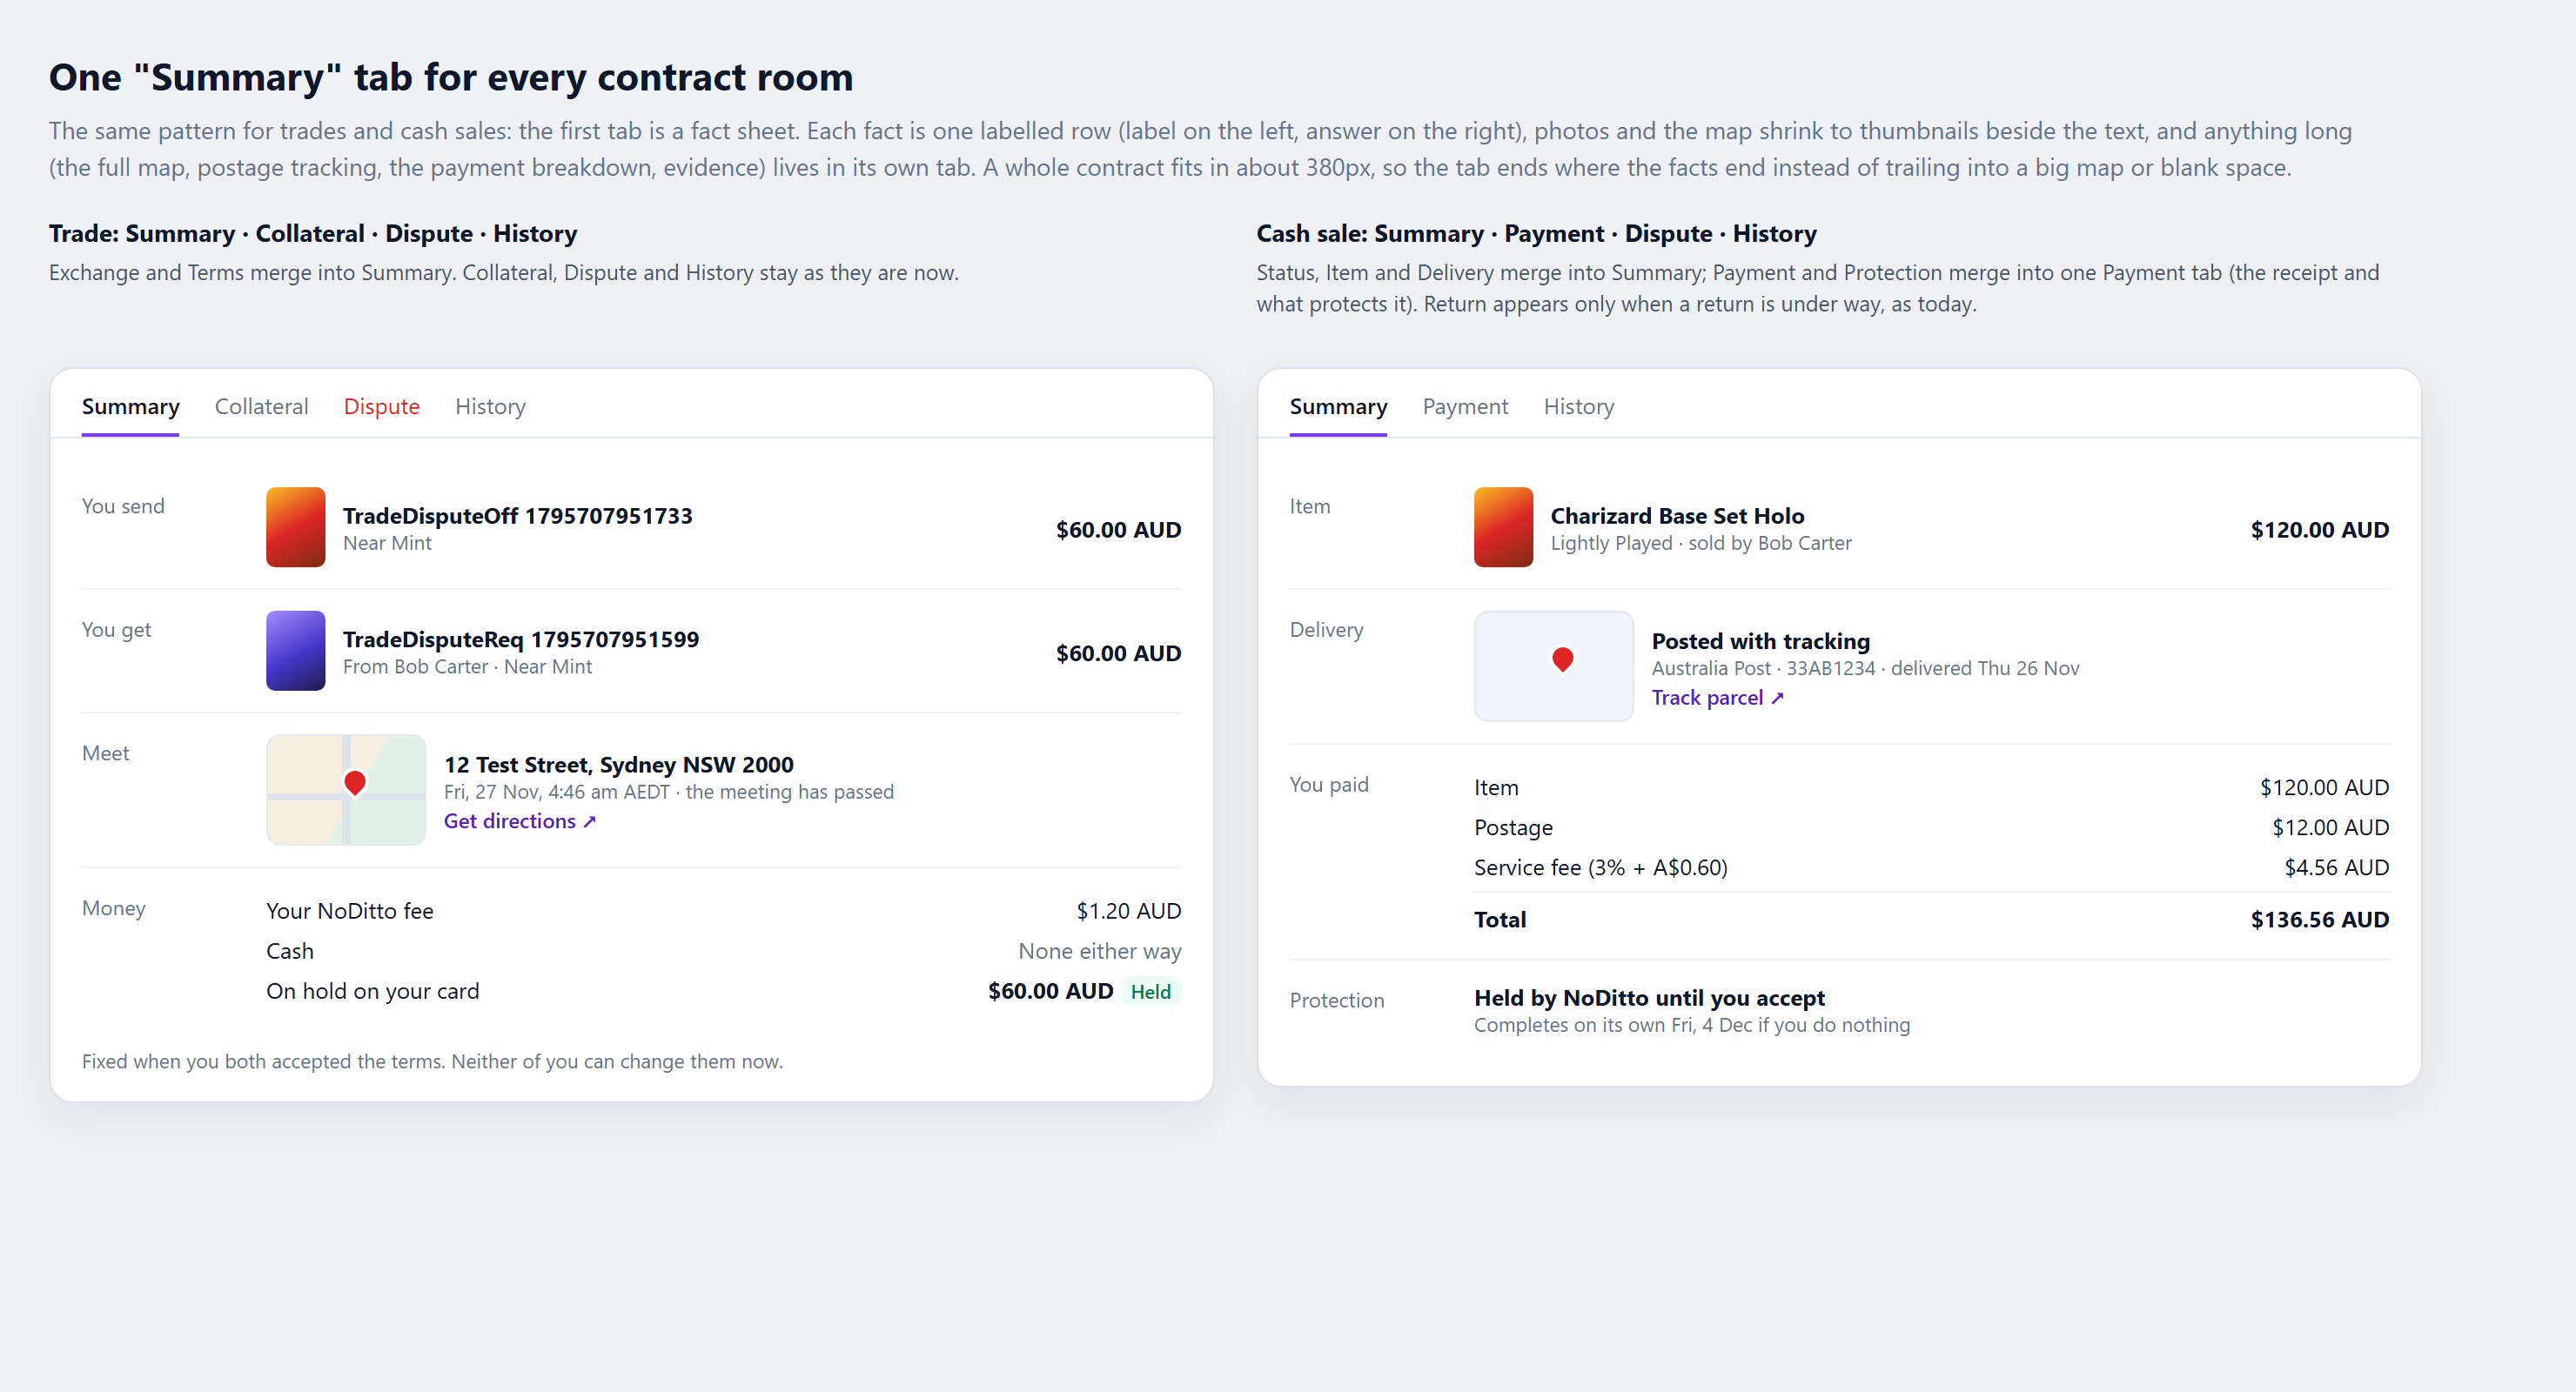 One "Summary" tab for every contract room
The same pattern for trades and cash sales: the first tab is a fact sheet. Each fact is one labelled row (label on the left, answer on the right), photos and the map shrink to thumbnails beside the text, and anything long
(the full map, postage tracking, the payment breakdown, evidence) lives in its own tab. A whole contract fits in about 380px, so the tab ends where the facts end instead of trailing into a big map or blank space.
Trade: Summary · Collateral · Dispute · History
Exchange and Terms merge into Summary. Collateral, Dispute and History stay as they are now.
Summary Collateral Dispute History
You send
TradeDisputeOff 1795707951733
Near Mint
$60.00 AUD
You get
TradeDisputeReq 1795707951599
From Bob Carter · Near Mint
$60.00 AUD
Meet
12 Test Street, Sydney NSW 2000
Fri, 27 Nov, 4:46 am AEDT · the meeting has passed
Get directions ↗
Money
Your NoDitto fee $1.20 AUD
Cash None either way
On hold on your card $60.00 AUD Held
Fixed when you both accepted the terms. Neither of you can change them now.
Cash sale: Summary · Payment · Dispute · History
Status, Item and Delivery merge into Summary; Payment and Protection merge into one Payment tab (the receipt and
what protects it). Return appears only when a return is under way, as today.
Summary Payment History
Item
Charizard Base Set Holo
Lightly Played · sold by Bob Carter
$120.00 AUD
Delivery
Posted with tracking
Australia Post · 33AB1234 · delivered Thu 26 Nov
Track parcel ↗
You paid
Item $120.00 AUD
Postage $12.00 AUD
Service fee (3% + A$0.60) $4.56 AUD
Total $136.56 AUD
Protection
Held by NoDitto until you accept
Completes on its own Fri, 4 Dec if you do nothing